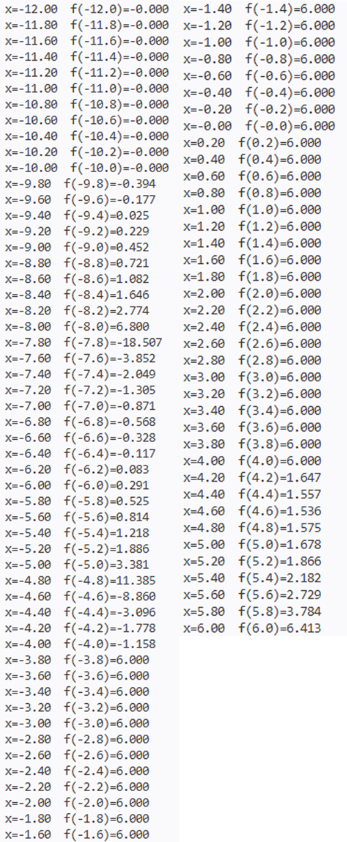 x=-12.00 f(-12.0)=-0.000
x=-11.80 f(-11.8)=-0.000
x=-11.60 f(-11.6)=-0.000
x=-11.40 f(-11.4)=-0.000
x=-11.20 f(-11.2)=-0.000
x=-11.00 f(-11.0)=-0.000
x=-10.80 f(-10.8)=-0.000
x=-10.60 f(-10.6)=-0.000
x=-10.40 f(-10.4)=-0.000
x=-10.20 f(-10.2)=-0.000
x=-10.00 f(-10.0)=-0.000
x=-9.80 f(-9.8)=-0.394
x=-9.60 f(-9.6)=-0.177
x=-9.40 f(-9.4)=0.025
x=-9.20 f(-9.2)=0.229
x=-9.00 f(-9.0)=0.452
x=-8.80 f(-8.8)=0.721
x=-8.60 f(-8.6)=1.082
x=-8.40 f(-8.4)=1.646
x=-8.20 f(-8.2)=2.774
x=-8.00 f(-8.0)=6.800
x=-7.80 f(-7.8)=-18.507
x=-7.60 f(-7.6)=-3.852
x=-7.40 f(-7.4)=-2.049
x=-7.20 f(-7.2)=-1.305
x=-7.00 f(-7.0)=-0.871
x=-6.80 f(-6.8)=-0.568
x=-6.60 f(-6.6)=-0.328
x=-6.40 f(-6.4)=-0.117
x=-6.20 f(-6.2)=0.083
x=-6.00 f(-6.0)=0.291
x=-5.80 f(-5.8)=0.525
x=-5.60 f(-5.6)=0.814
x=-5.40 f(-5.4)=1.218
x=-5.20 f(-5.2)=1.886
x=-5.00 f(-5.0)=3.381
x=-4.80 f(-4.8)=11.385
x=-4.60 f(-4.6)=-8.860
x=-4.40 f(-4.4)=-3.096
x=-4.20 f(-4.2)=-1.778
x=-4.00 f(-4.0)=-1.158
x=-3.80 f(-3.8)=6.000
x=-3.60 f(-3.6)=6.000
x=-3.40 f(-3.4)=6.000
x=-3.20 f(-3.2)=6.000
x=-3.00 f(-3.0)=6.000
x=-2.80 f(-2.8)=6.000
x=-2.60 f(-2.6)=6.000
x=-2.40 f(-2.4)=6.000
x=-2.20 f(-2.2)=6.000
x=-2.00 f(-2.0)=6.000
x=-1.80 f(-1.8)=6.000
x=-1.60 f(-1.6)=6.000
x=-1.40 f(-1.4)=6.000
x=-1.20 f(-1.2)=6.000
x=-1.00 f(-1.0)=6.000
x=-0.80 f(-0.8)=6.000
x=-0.60 f(-0.6)=6.000
x=-0.40 f(-0.4)=6.000
x=-0.20 f(-0.2)=6.000
x=-0.00 f(-0.0)=6.000
x=0.20 f(0.2)=6.000
x=0.40 f(0.4)=6.000
x=0.60 f(0.6)=6.000
x=0.80 f(0.8)=6.000
x=1.00 f(1.0)=6.000
x=1.20 f(1.2)=6.000
x=1.40 f(1.4)=6.000
x=1.60 f(1.6)=6.000
x=1.80 f(1.8)=6.000
x=2.00 f(2.0)=6.000
x=2.20 f(2.2)=6.000
x=2.40 f(2.4)=6.000
x=2.60 f(2.6)=6.000
x=2.80 f(2.8)=6.000
x=3.00 f(3.0)=6.000
x=3.20 f(3.2)=6.000
x=3.40 f(3.4)=6.000
x=3.60 f(3.6)=6.000
x=3.80 f(3.8)=6.000
x=4.00 f(4.0)=6.000
x=4.20 f(4.2)=1.647
x=4.40 f(4.4)=1.557
x=4.60 f(4.6)=1.536
x=4.80 f(4.8)=1.575
x=5.00 f(5.0)=1.678
x=5.20 f(5.2)=1.866
x=5.40 f(5.4)=2.182
x=5.60 f(5.6)=2.729
x=5.80 f(5.8)=3.784
x=6.00 f(6.0)=6.413